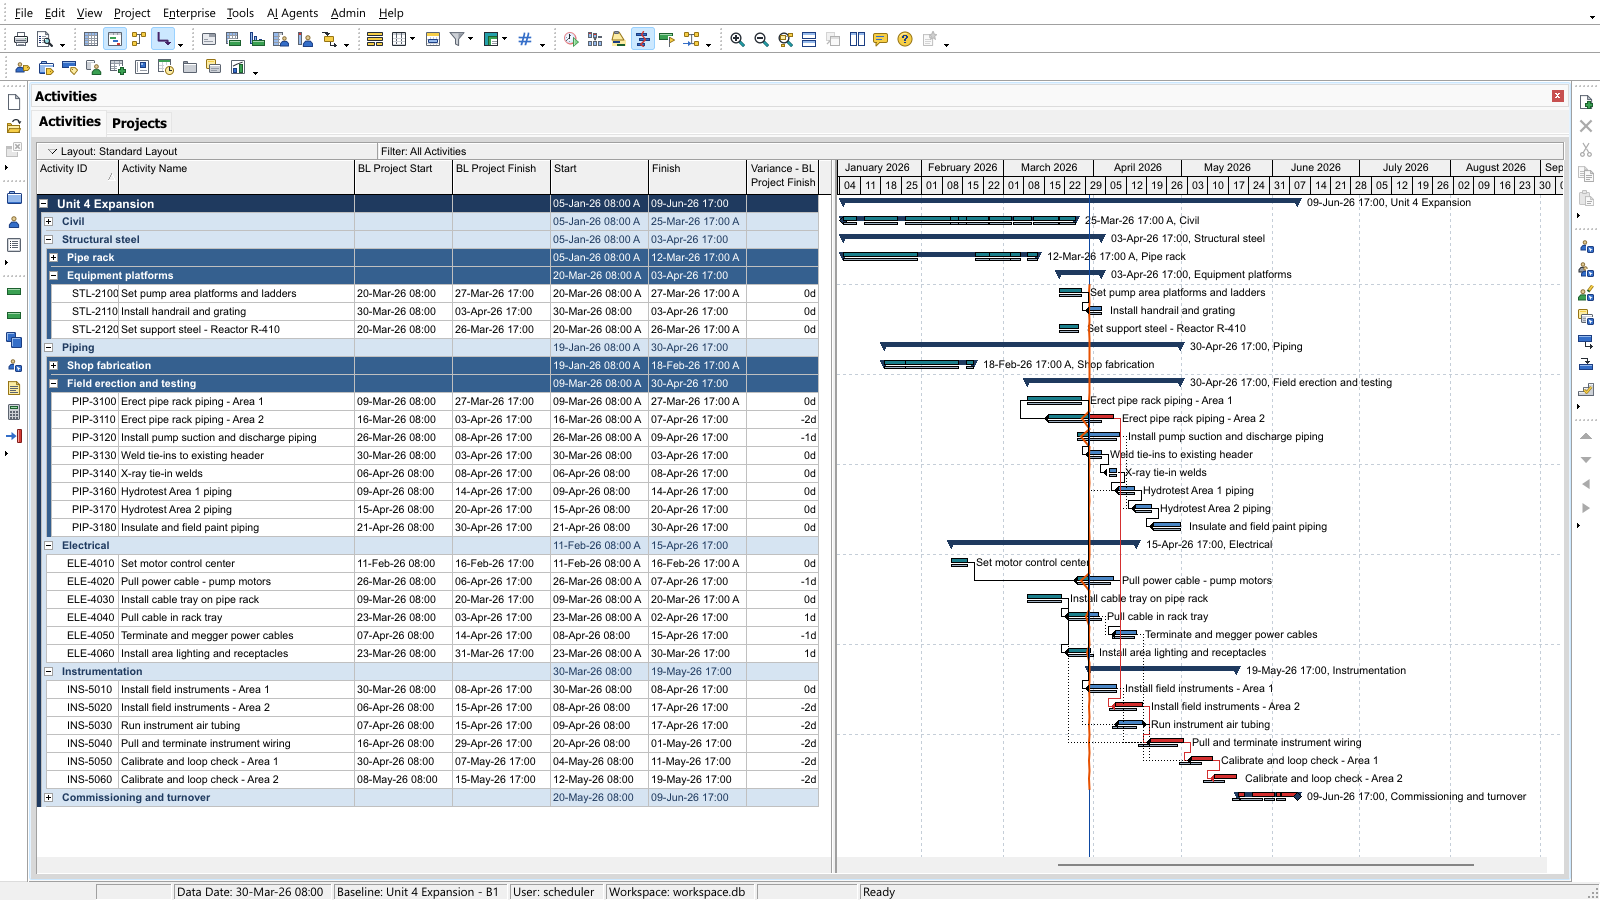 File Edit View Project Enterprise Tools AI Agents Admin Help
Activities
Activities Projects
Layout: Standard Layout Filter: All Activities
Activity ID Activity Name BL Project Start BL Project Finish Start Finish Variance - BL Project Finish
January 2026 February 2026 March 2026 April 2026 May 2026 June 2026 July 2026 August 2026 Sep
04 11 18 25 01 08 15 22 01 08 15 22 29 05 12 19 26 03 10 17 24 31 07 14 21 28 05 12 19 26 02 09 16 23 30
Unit 4 Expansion 05-Jan-26 08:00 A 09-Jun-26 17:00 09-Jun-26 17:00, Unit 4 Expansion
Civil 05-Jan-26 08:00 A 25-Mar-26 17:00 A 25-Mar-26 17:00 A, Civil
Structural steel 05-Jan-26 08:00 A 03-Apr-26 17:00 03-Apr-26 17:00, Structural steel
Pipe rack 05-Jan-26 08:00 A 12-Mar-26 17:00 A 12-Mar-26 17:00 A, Pipe rack
Equipment platforms 20-Mar-26 08:00 A 03-Apr-26 17:00 03-Apr-26 17:00, Equipment platforms
STL-2100 Set pump area platforms and ladders 20-Mar-26 08:00 27-Mar-26 17:00 20-Mar-26 08:00 A 27-Mar-26 17:00 A 0d Set pump area platforms and ladders
STL-2110 Install handrail and grating 30-Mar-26 08:00 03-Apr-26 17:00 30-Mar-26 08:00 03-Apr-26 17:00 0d Install handrail and grating
STL-2120 Set support steel - Reactor R-410 20-Mar-26 08:00 26-Mar-26 17:00 20-Mar-26 08:00 A 26-Mar-26 17:00 A 0d Set support steel - Reactor R-410
Piping 19-Jan-26 08:00 A 30-Apr-26 17:00 30-Apr-26 17:00, Piping
Shop fabrication 19-Jan-26 08:00 A 18-Feb-26 17:00 A 18-Feb-26 17:00 A, Shop fabrication
Field erection and testing 09-Mar-26 08:00 A 30-Apr-26 17:00 30-Apr-26 17:00, Field erection and testing
PIP-3100 Erect pipe rack piping - Area 1 09-Mar-26 08:00 27-Mar-26 17:00 09-Mar-26 08:00 A 27-Mar-26 17:00 A 0d Erect pipe rack piping - Area 1
PIP-3110 Erect pipe rack piping - Area 2 16-Mar-26 08:00 03-Apr-26 17:00 16-Mar-26 08:00 A 07-Apr-26 17:00 -2d Erect pipe rack piping - Area 2
PIP-3120 Install pump suction and discharge piping 26-Mar-26 08:00 08-Apr-26 17:00 26-Mar-26 08:00 A 09-Apr-26 17:00 -1d Install pump suction and discharge piping
PIP-3130 Weld tie-ins to existing header 30-Mar-26 08:00 03-Apr-26 17:00 30-Mar-26 08:00 03-Apr-26 17:00 0d Weld tie-ins to existing header
PIP-3140 X-ray tie-in welds 06-Apr-26 08:00 08-Apr-26 17:00 06-Apr-26 08:00 08-Apr-26 17:00 0d X-ray tie-in welds
PIP-3160 Hydrotest Area 1 piping 09-Apr-26 08:00 14-Apr-26 17:00 09-Apr-26 08:00 14-Apr-26 17:00 0d Hydrotest Area 1 piping
PIP-3170 Hydrotest Area 2 piping 15-Apr-26 08:00 20-Apr-26 17:00 15-Apr-26 08:00 20-Apr-26 17:00 0d Hydrotest Area 2 piping
PIP-3180 Insulate and field paint piping 21-Apr-26 08:00 30-Apr-26 17:00 21-Apr-26 08:00 30-Apr-26 17:00 0d Insulate and field paint piping
Electrical 11-Feb-26 08:00 A 15-Apr-26 17:00 15-Apr-26 17:00, Electrical
ELE-4010 Set motor control center 11-Feb-26 08:00 16-Feb-26 17:00 11-Feb-26 08:00 A 16-Feb-26 17:00 A 0d Set motor control center
ELE-4020 Pull power cable - pump motors 26-Mar-26 08:00 06-Apr-26 17:00 26-Mar-26 08:00 A 07-Apr-26 17:00 -1d Pull power cable - pump motors
ELE-4030 Install cable tray on pipe rack 09-Mar-26 08:00 20-Mar-26 17:00 09-Mar-26 08:00 A 20-Mar-26 17:00 A 0d Install cable tray on pipe rack
ELE-4040 Pull cable in rack tray 23-Mar-26 08:00 03-Apr-26 17:00 23-Mar-26 08:00 A 02-Apr-26 17:00 1d Pull cable in rack tray
ELE-4050 Terminate and megger power cables 07-Apr-26 08:00 14-Apr-26 17:00 08-Apr-26 08:00 15-Apr-26 17:00 -1d Terminate and megger power cables
ELE-4060 Install area lighting and receptacles 23-Mar-26 08:00 31-Mar-26 17:00 23-Mar-26 08:00 A 30-Mar-26 17:00 1d Install area lighting and receptacles
Instrumentation 30-Mar-26 08:00 19-May-26 17:00 19-May-26 17:00, Instrumentation
INS-5010 Install field instruments - Area 1 30-Mar-26 08:00 08-Apr-26 17:00 30-Mar-26 08:00 08-Apr-26 17:00 0d Install field instruments - Area 1
INS-5020 Install field instruments - Area 2 06-Apr-26 08:00 15-Apr-26 17:00 08-Apr-26 08:00 17-Apr-26 17:00 -2d Install field instruments - Area 2
INS-5030 Run instrument air tubing 07-Apr-26 08:00 15-Apr-26 17:00 09-Apr-26 08:00 17-Apr-26 17:00 -2d Run instrument air tubing
INS-5040 Pull and terminate instrument wiring 16-Apr-26 08:00 29-Apr-26 17:00 20-Apr-26 08:00 01-May-26 17:00 -2d Pull and terminate instrument wiring
INS-5050 Calibrate and loop check - Area 1 30-Apr-26 08:00 07-May-26 17:00 04-May-26 08:00 11-May-26 17:00 -2d Calibrate and loop check - Area 1
INS-5060 Calibrate and loop check - Area 2 08-May-26 08:00 15-May-26 17:00 12-May-26 08:00 19-May-26 17:00 -2d Calibrate and loop check - Area 2
Commissioning and turnover 20-May-26 08:00 09-Jun-26 17:00 09-Jun-26 17:00, Commissioning and turnover
Data Date: 30-Mar-26 08:00 Baseline: Unit 4 Expansion - B1 User: scheduler Workspace: workspace.db Ready